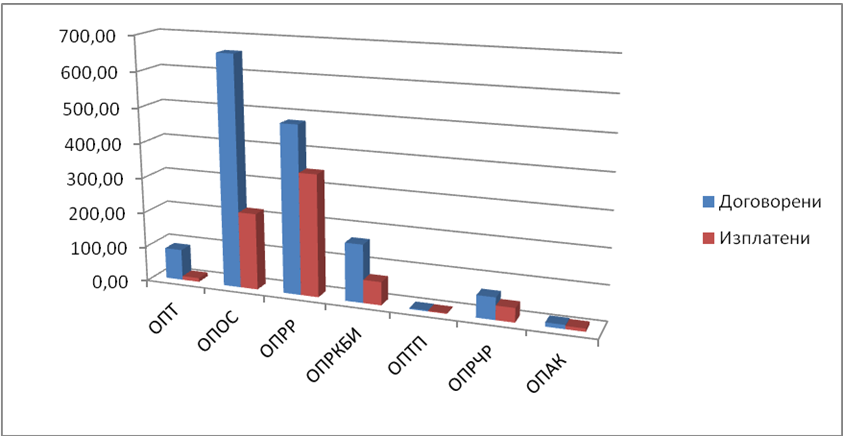 700,00
600,00
500,00
400,00
300,00
200,00
100,00
0,00
ОПТ
ОПОС
ОПРР
ОПРКБИ
ОПТП
ОПРЧР
ОПАК
Договорени
Изплатени